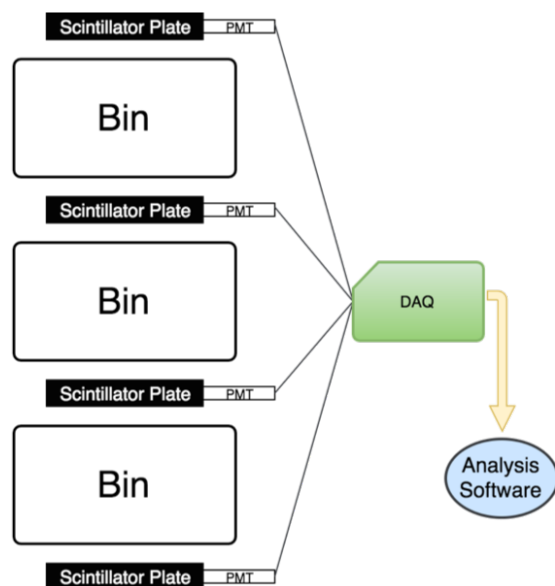 Scintillator Plate PMT
Bin
Scintillator Plate PMT
Bin
DAQ
Scintillator Plate PMT
Bin
Analysis
Software
Scintillator Plate PMT